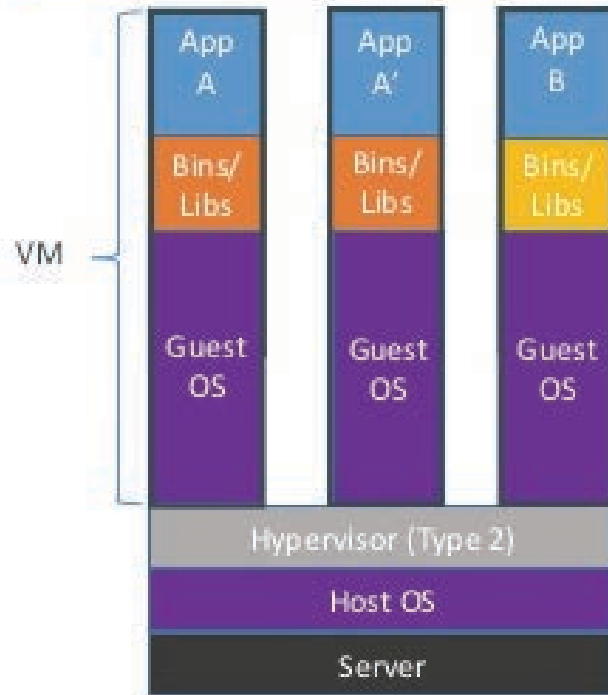 App
A
App
A'
App
B
Bins/
Libs
Bins/
Libs
Bins/
Libs
VM
Guest
OS
Guest
OS
Guest
OS
Hypervisor (Type 2)
Host OS
Server